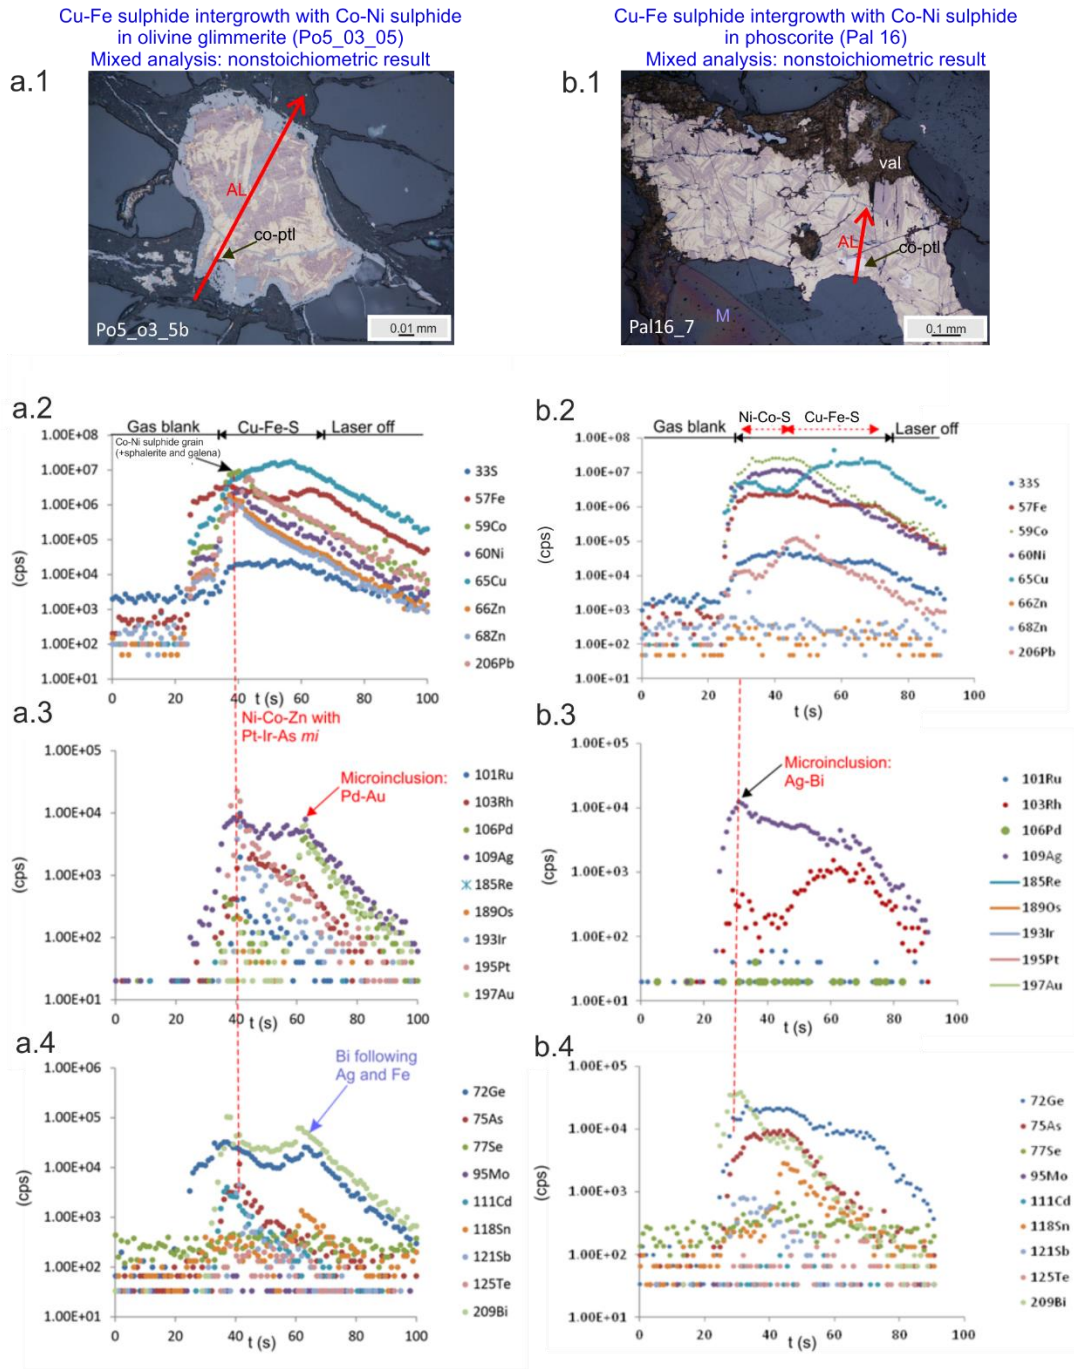 Cu-Fe sulphide intergrowth with Co-Ni sulphide
in olivine glimmerite (Po5_03_05)
Mixed analysis: nonstoichiometric result
a.1
AL
co-ptl
Po5_o3_5b
0.01 mm
Cu-Fe sulphide intergrowth with Co-Ni sulphide
in phoscorite (Pal 16)
Mixed analysis: nonstoichiometric result
b.1
val
AL
co-ptl
M
Pal16_7
0.1 mm
a.2
Gas blank
Cu-Fe-S
Laser off
Co-Ni sulphide grain
(+sphalerite and galena)
1.00E+08
1.00E+07
1.00E+06
1.00E+05
1.00E+04
1.00E+03
1.00E+02
1.00E+01
(cps)
0 20 40 60 80 100
t (s)
33S
57Fe
59Co
60Ni
65Cu
66Zn
68Zn
206Pb
b.2
Ni-Co-S
Cu-Fe-S
Gas blank
Laser off
1.00E+08
1.00E+07
1.00E+06
1.00E+05
1.00E+04
1.00E+03
1.00E+02
1.00E+01
(cps)
0 20 40 60 80 100
t (s)
33S
57Fe
59Co
60Ni
65Cu
66Zn
68Zn
206Pb
a.3
Ni-Co-Zn with
Pt-Ir-As mi
Microinclusion:
Pd-Au
1.00E+05
1.00E+04
1.00E+03
1.00E+02
1.00E+01
(cps)
0 20 40 60 80 100
t (s)
101Ru
103Rh
106Pd
109Ag
185Re
189Os
193Ir
195Pt
197Au
b.3
Microinclusion:
Ag-Bi
1.00E+05
1.00E+04
1.00E+03
1.00E+02
1.00E+01
(cps)
0 20 40 60 80 100
t (s)
101Ru
103Rh
106Pd
109Ag
185Re
189Os
193Ir
195Pt
197Au
a.4
Bi following
Ag and Fe
1.00E+06
1.00E+05
1.00E+04
1.00E+03
1.00E+02
1.00E+01
(cps)
0 20 40 60 80 100
t (s)
72Ge
75As
77Se
95Mo
111Cd
118Sn
121Sb
125Te
209Bi
b.4
1.00E+05
1.00E+04
1.00E+03
1.00E+02
1.00E+01
(cps)
0 20 40 60 80 100
t (s)
72Ge
75As
77Se
95Mo
111Cd
118Sn
121Sb
125Te
209Bi